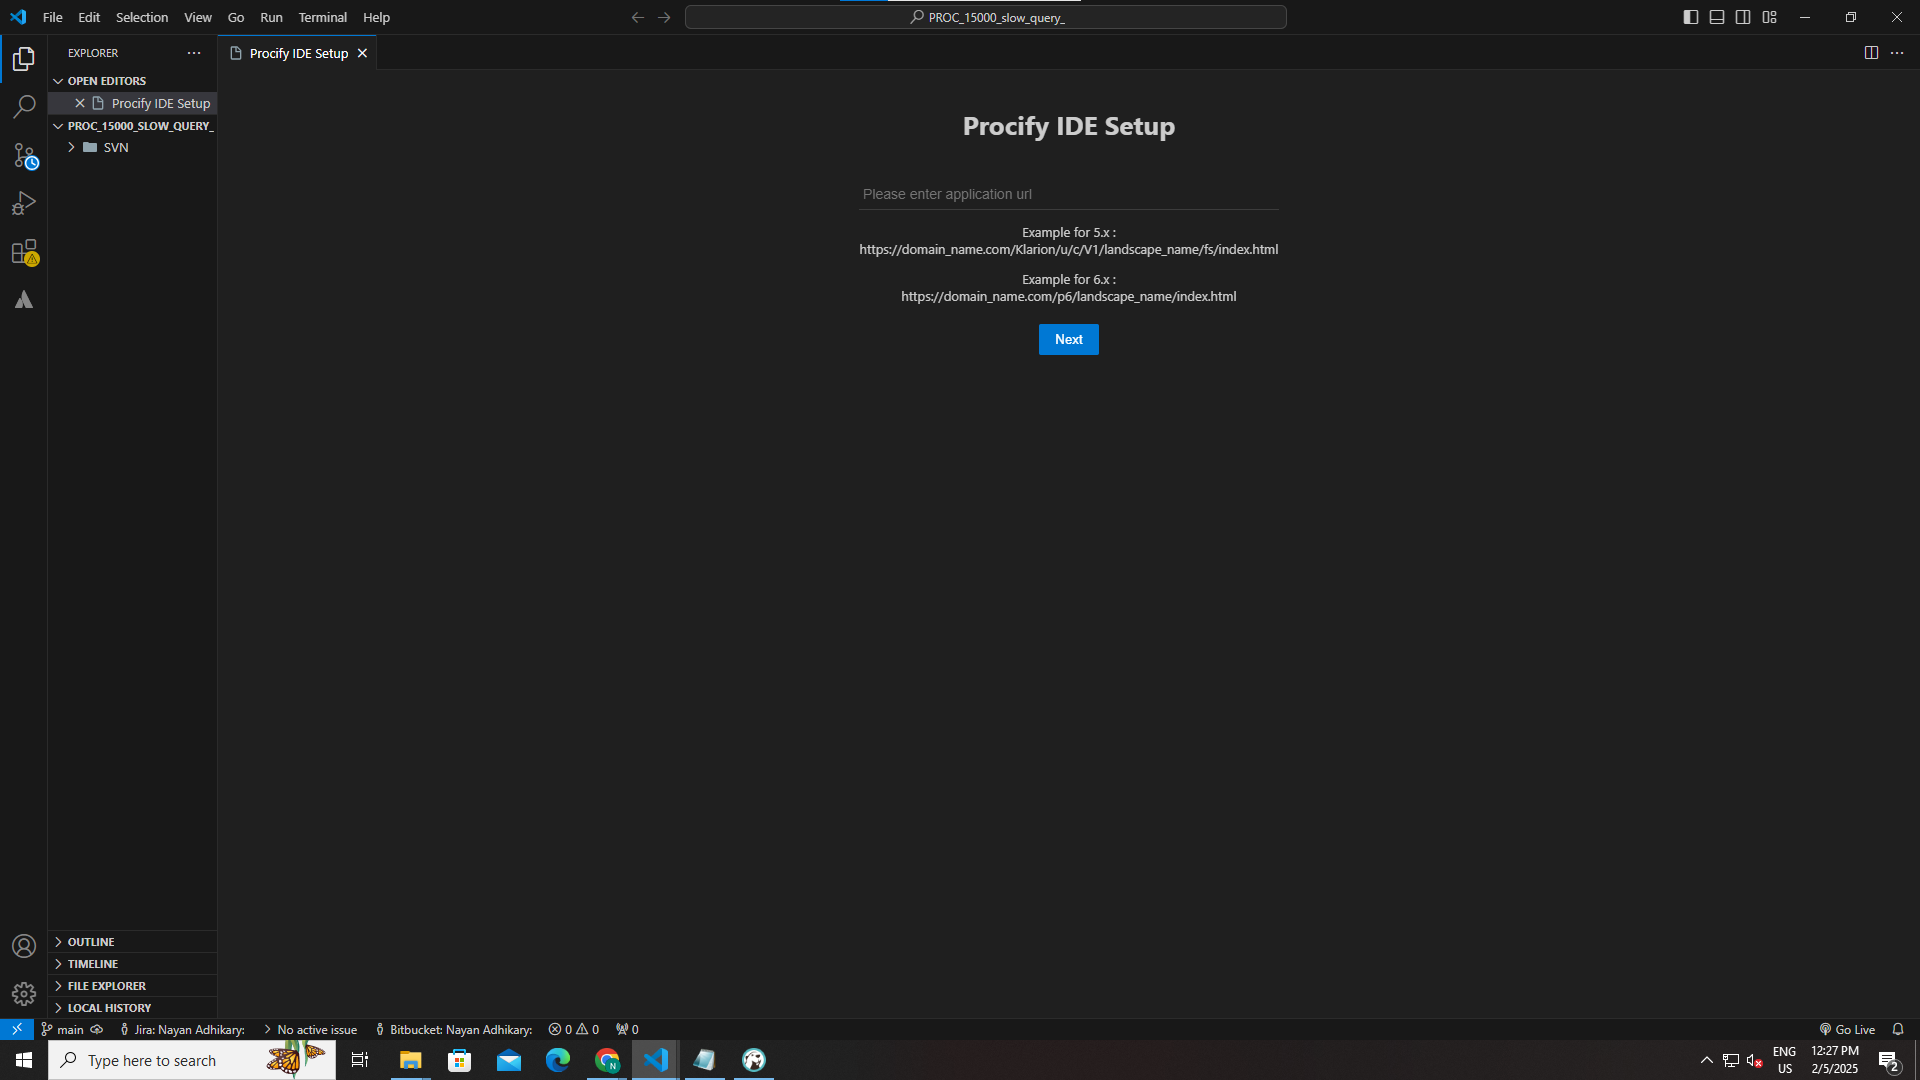 File Edit Selection View Go Run Terminal Help
PROC_15000_slow_query_
EXPLORER
Procify IDE Setup
OPEN EDITORS
Procify IDE Setup
PROC_15000_SLOW_QUERY_
SVN
Procify IDE Setup
Please enter application url
Example for 5.x :
https://domain_name.com/Klarion/u/c/V1/landscape_name/fs/index.html
Example for 6.x :
https://domain_name.com/p6/landscape_name/index.html
Next
OUTLINE
TIMELINE
FILE EXPLORER
LOCAL HISTORY
main Jira: Nayan Adhikary: No active issue Bitbucket: Nayan Adhikary: 0 0 0 Go Live
Type here to search
N
ENG
US
12:27 PM
2/5/2025
2